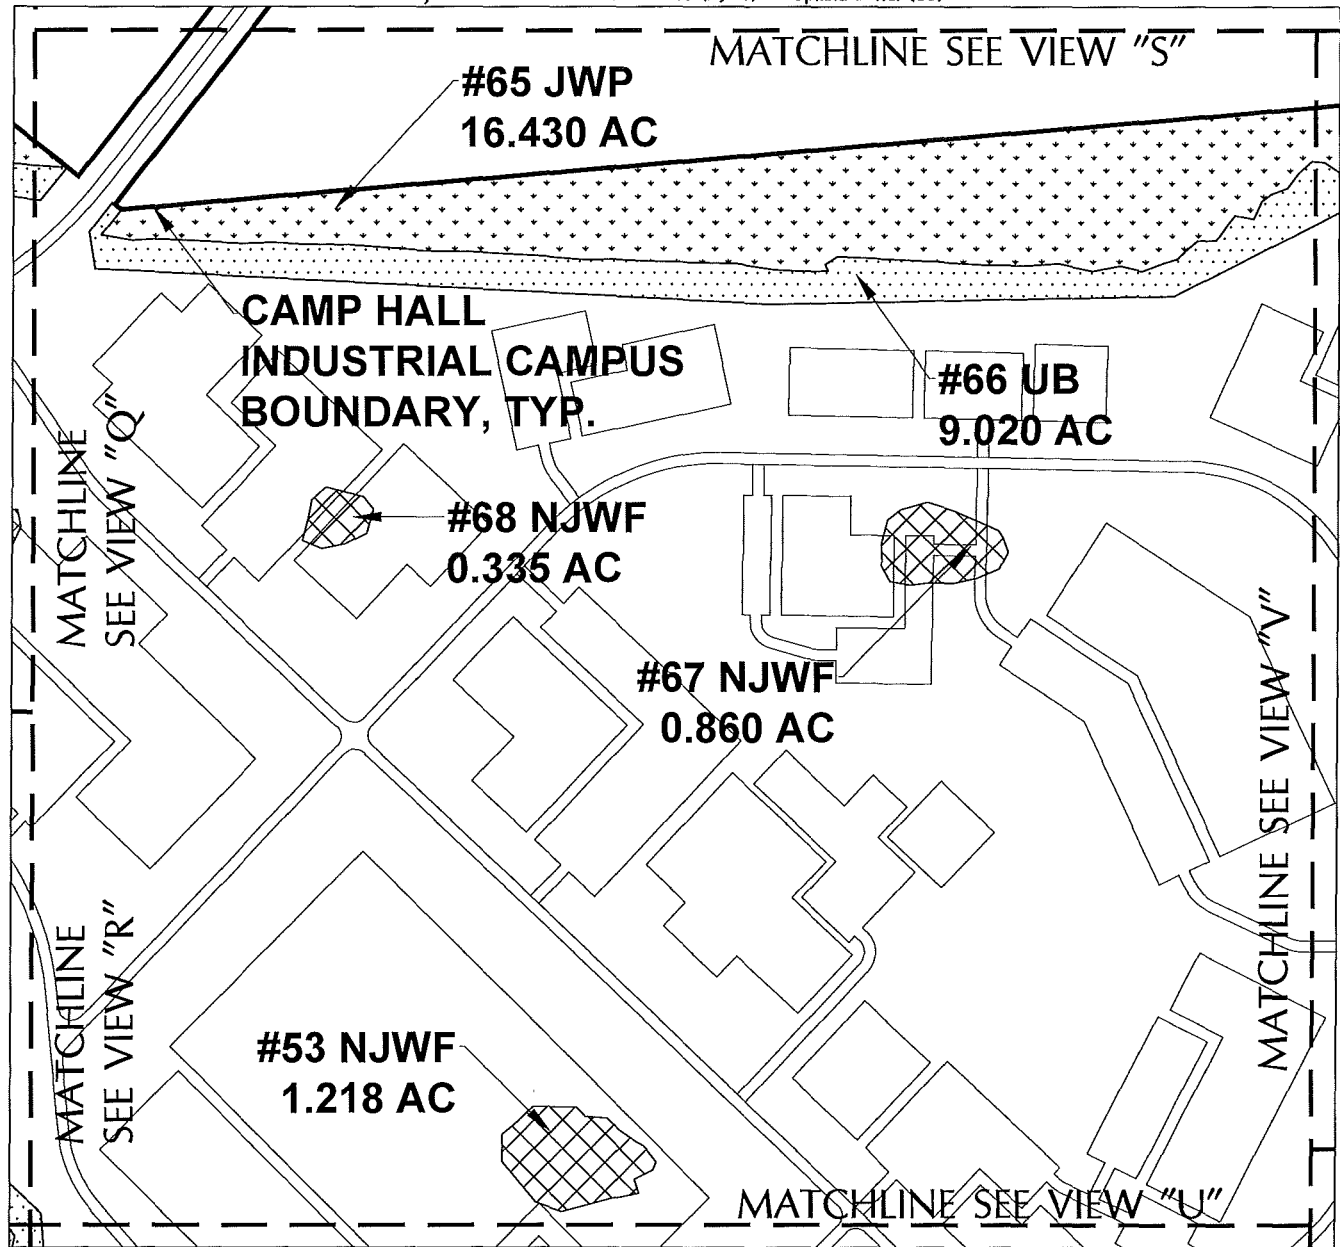 MATCHLINE SEE VIEW "S"
#65 JWP
16.430 AC
CAMP HALL
INDUSTRIAL CAMPUS
BOUNDARY, TYP.
#66 UB
9.020 AC
MATCHLINE
SEE VIEW "Q"
#68 NJWF
0.335 AC
#67 NJWF
0.860 AC
MATCHLINE SEE VIEW "V"
MATCHLINE
SEE VIEW "R"
#53 NJWF
1.218 AC
MATCHLINE SEE VIEW "U"